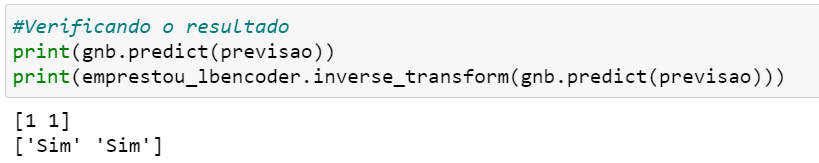 #Verificando o resultado
print(gnb.predict(previsao))
print(emprestou_lbencoder.inverse_transform(gnb.predict(previsao)))
[1 1]
['Sim' 'Sim']